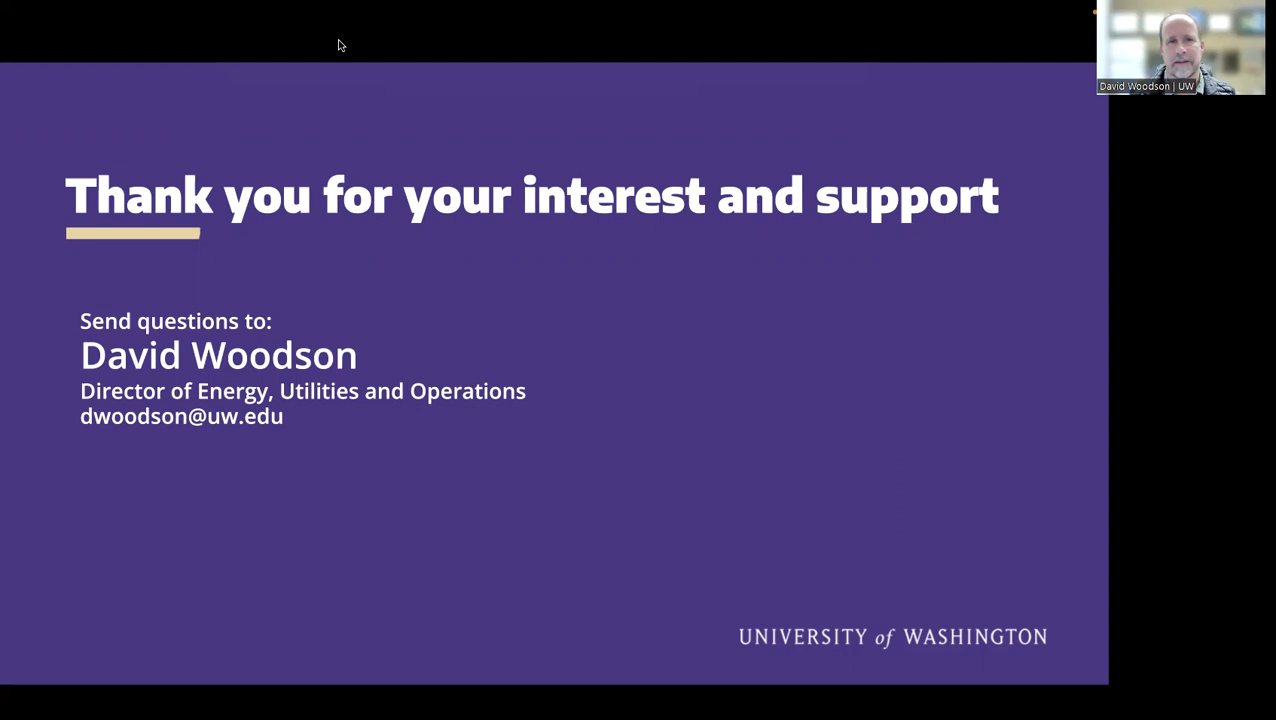 David Woodson | UW
Thank you for your interest and support
Send questions to:
David Woodson
Director of Energy, Utilities and Operations
dwoodson@uw.edu
UNIVERSITY of WASHINGTON